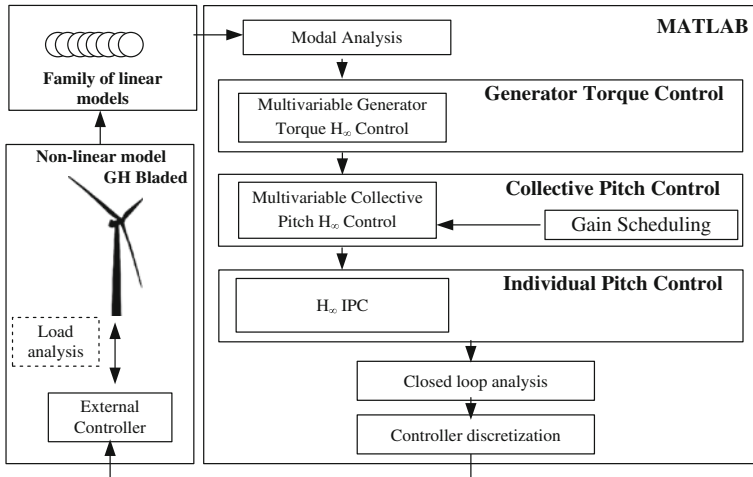 Family of linear
models
Non-linear model
GH Bladed
Load
analysis
External
Controller
MATLAB
Modal Analysis
Generator Torque Control
Multivariable Generator
Torque H∞ Control
Collective Pitch Control
Multivariable Collective
Pitch H∞ Control
Gain Scheduling
Individual Pitch Control
H∞ IPC
Closed loop analysis
Controller discretization